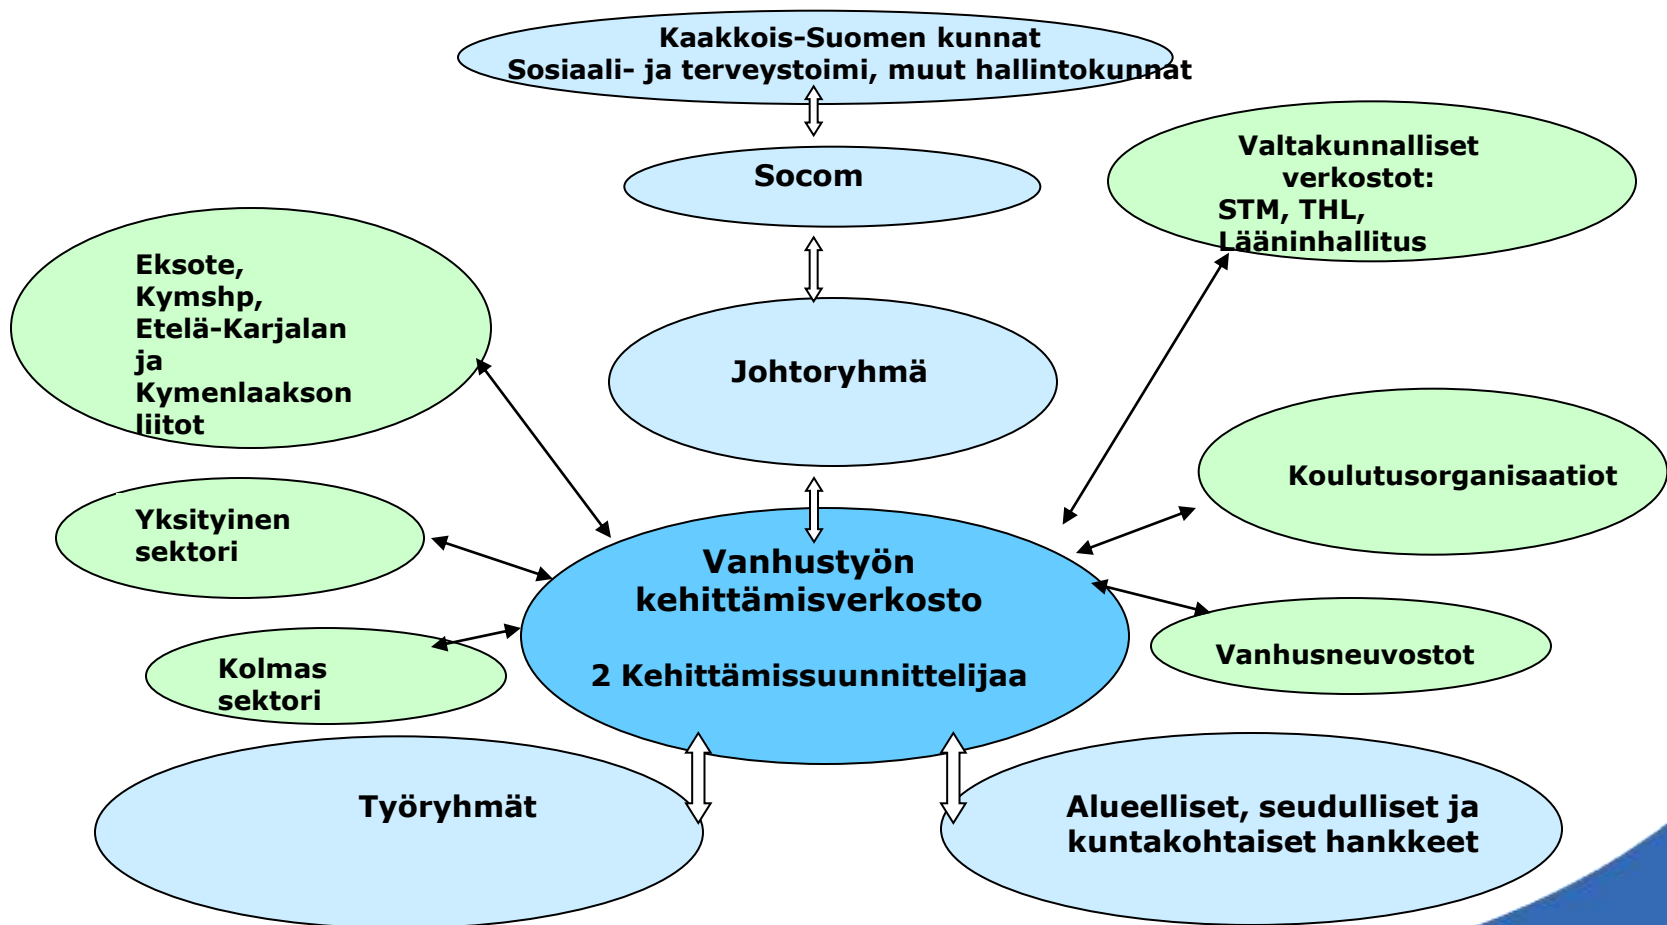 Kaakkois-Suomen kunnat
Sosiaali- ja terveystoimi, muut hallintokunnat
Socom
Valtakunnalliset
verkostot:
STM, THL,
Lääninhallitus
Eksote,
Kymshp,
Etelä-Karjalan
ja
Kymenlaakson
liitot
Johtoryhmä
Koulutusorganisaatiot
Yksityinen
sektori
Vanhustyön
kehittämisverkosto
2 Kehittämissuunnittelijaa
Kolmas
sektori
Vanhusneuvostot
Työryhmät
Alueelliset, seudulliset ja
kuntakohtaiset hankkeet